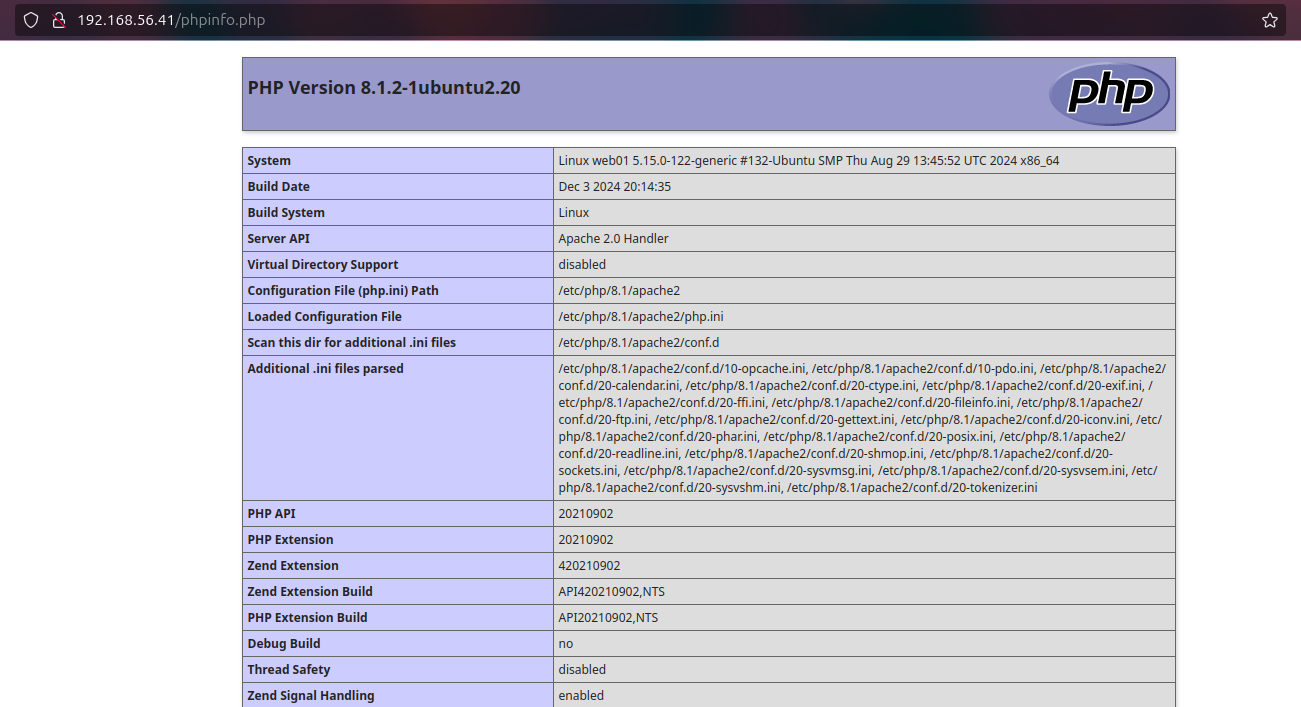 192.168.56.41/phpinfo.php
PHP Version 8.1.2-1ubuntu2.20
php
System Linux web01 5.15.0-122-generic #132-Ubuntu SMP Thu Aug 29 13:45:52 UTC 2024 x86_64
Build Date Dec 3 2024 20:14:35
Build System Linux
Server API Apache 2.0 Handler
Virtual Directory Support disabled
Configuration File (php.ini) Path /etc/php/8.1/apache2
Loaded Configuration File /etc/php/8.1/apache2/php.ini
Scan this dir for additional .ini files /etc/php/8.1/apache2/conf.d
Additional .ini files parsed /etc/php/8.1/apache2/conf.d/10-opcache.ini, /etc/php/8.1/apache2/conf.d/10-pdo.ini, /etc/php/8.1/apache2/
conf.d/20-calendar.ini, /etc/php/8.1/apache2/conf.d/20-ctype.ini, /etc/php/8.1/apache2/conf.d/20-exif.ini, /
etc/php/8.1/apache2/conf.d/20-ffi.ini, /etc/php/8.1/apache2/conf.d/20-fileinfo.ini, /etc/php/8.1/apache2/
conf.d/20-ftp.ini, /etc/php/8.1/apache2/conf.d/20-gettext.ini, /etc/php/8.1/apache2/conf.d/20-iconv.ini, /etc/
php/8.1/apache2/conf.d/20-phar.ini, /etc/php/8.1/apache2/conf.d/20-posix.ini, /etc/php/8.1/apache2/
conf.d/20-readline.ini, /etc/php/8.1/apache2/conf.d/20-shmop.ini, /etc/php/8.1/apache2/conf.d/20-
sockets.ini, /etc/php/8.1/apache2/conf.d/20-sysvmsg.ini, /etc/php/8.1/apache2/conf.d/20-sysvsem.ini, /etc/
php/8.1/apache2/conf.d/20-sysvshm.ini, /etc/php/8.1/apache2/conf.d/20-tokenizer.ini
PHP API 20210902
PHP Extension 20210902
Zend Extension 420210902
Zend Extension Build API420210902,NTS
PHP Extension Build API20210902,NTS
Debug Build no
Thread Safety disabled
Zend Signal Handling enabled